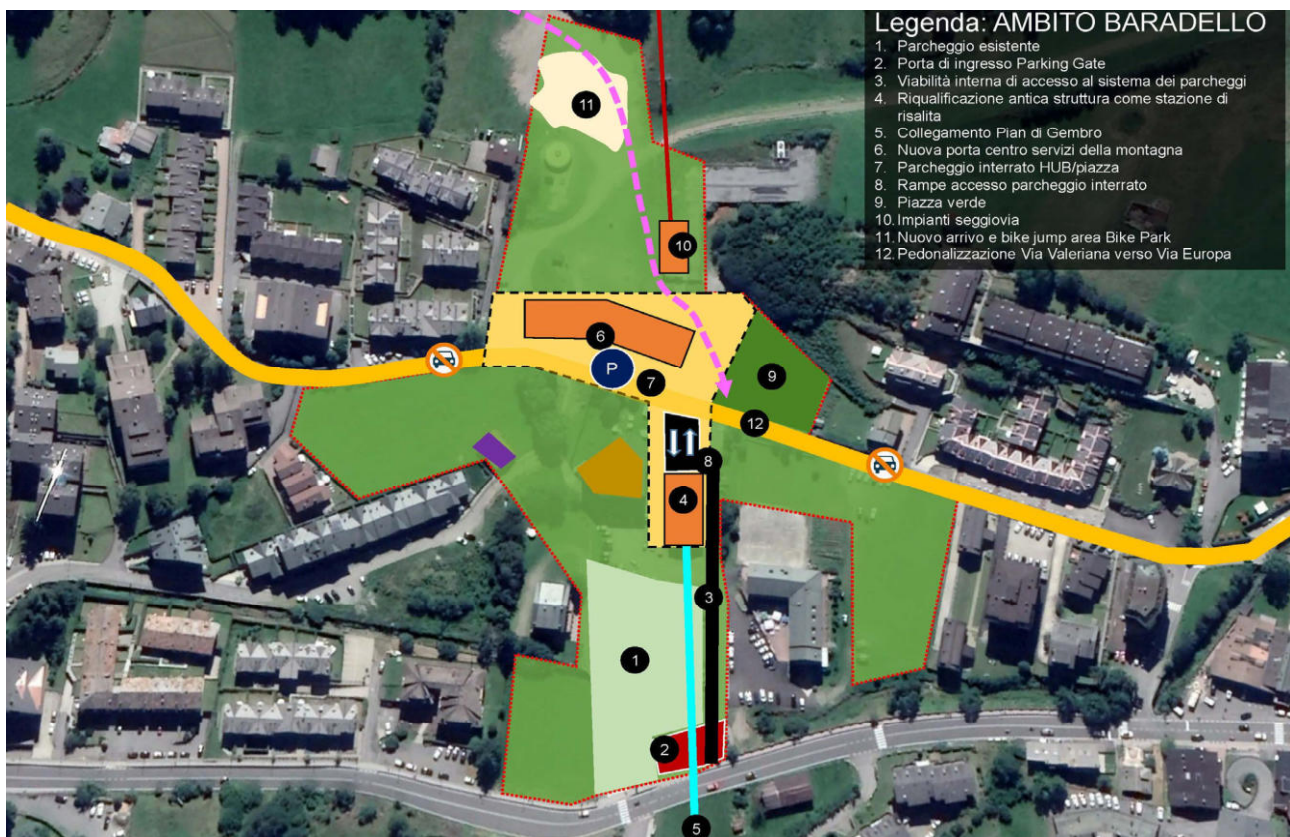 Legenda: AMBITO BARADELLO
1. Parcheggio esistente
2. Porta di ingresso Parking Gate
3. Viabilità interna di accesso al sistema dei parcheggi
4. Riqualificazione antica struttura come stazione di
risalita
5. Collegamento Pian di Gembro
6. Nuova porta centro servizi della montagna
7. Parcheggio interrato HUB/piazza
8. Rampe accesso parcheggio interrato
9. Piazza verde
10. Impianti seggiovia
11. Nuovo arrivo e bike jump area Bike Park
12. Pedonalizzazione Via Valeriana verso Via Europa
11
10
6
P
7
9
12
8
4
3
1
2
5